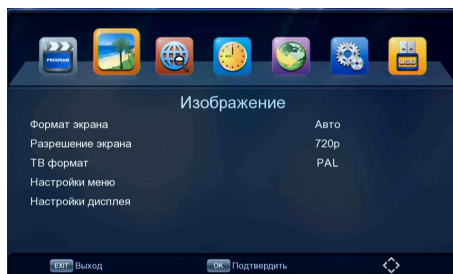 PROGRAM
USB
Изображение
Формат экрана Авто
Разрешение экрана 720p
ТВ формат PAL
Настройки меню
Настройки дисплея
EXIT Выход OK Подтвердить